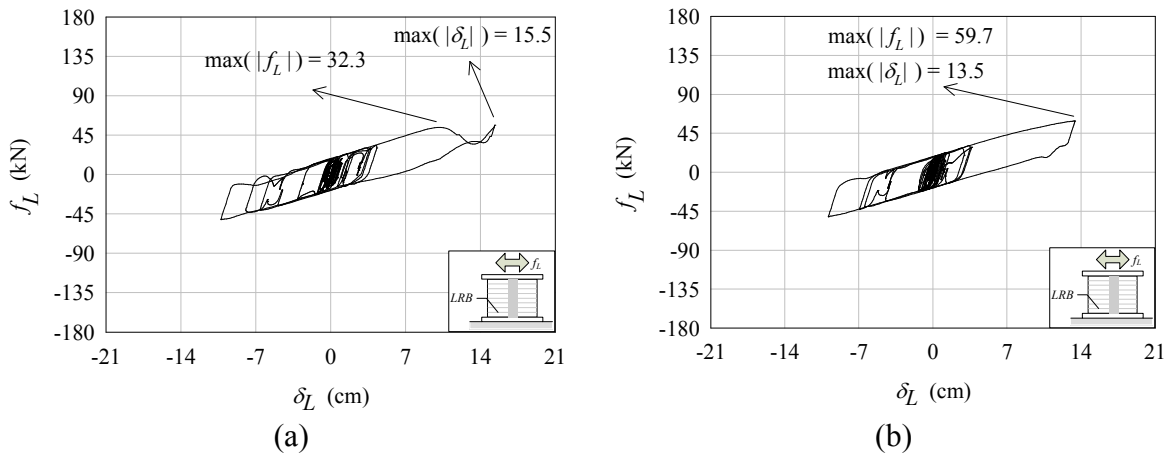 180
135
90
45
0
-45
-90
-135
-180
f_L (kN)
max( |f_L| ) = 32.3
max( |δ_L| ) = 15.5
f_L
LRB
-21 -14 -7 0 7 14 21
δ_L (cm)
(a)
180
135
90
45
0
-45
-90
-135
-180
f_L (kN)
max( |f_L| ) = 59.7
max( |δ_L| ) = 13.5
f_L
LRB
-21 -14 -7 0 7 14 21
δ_L (cm)
(b)